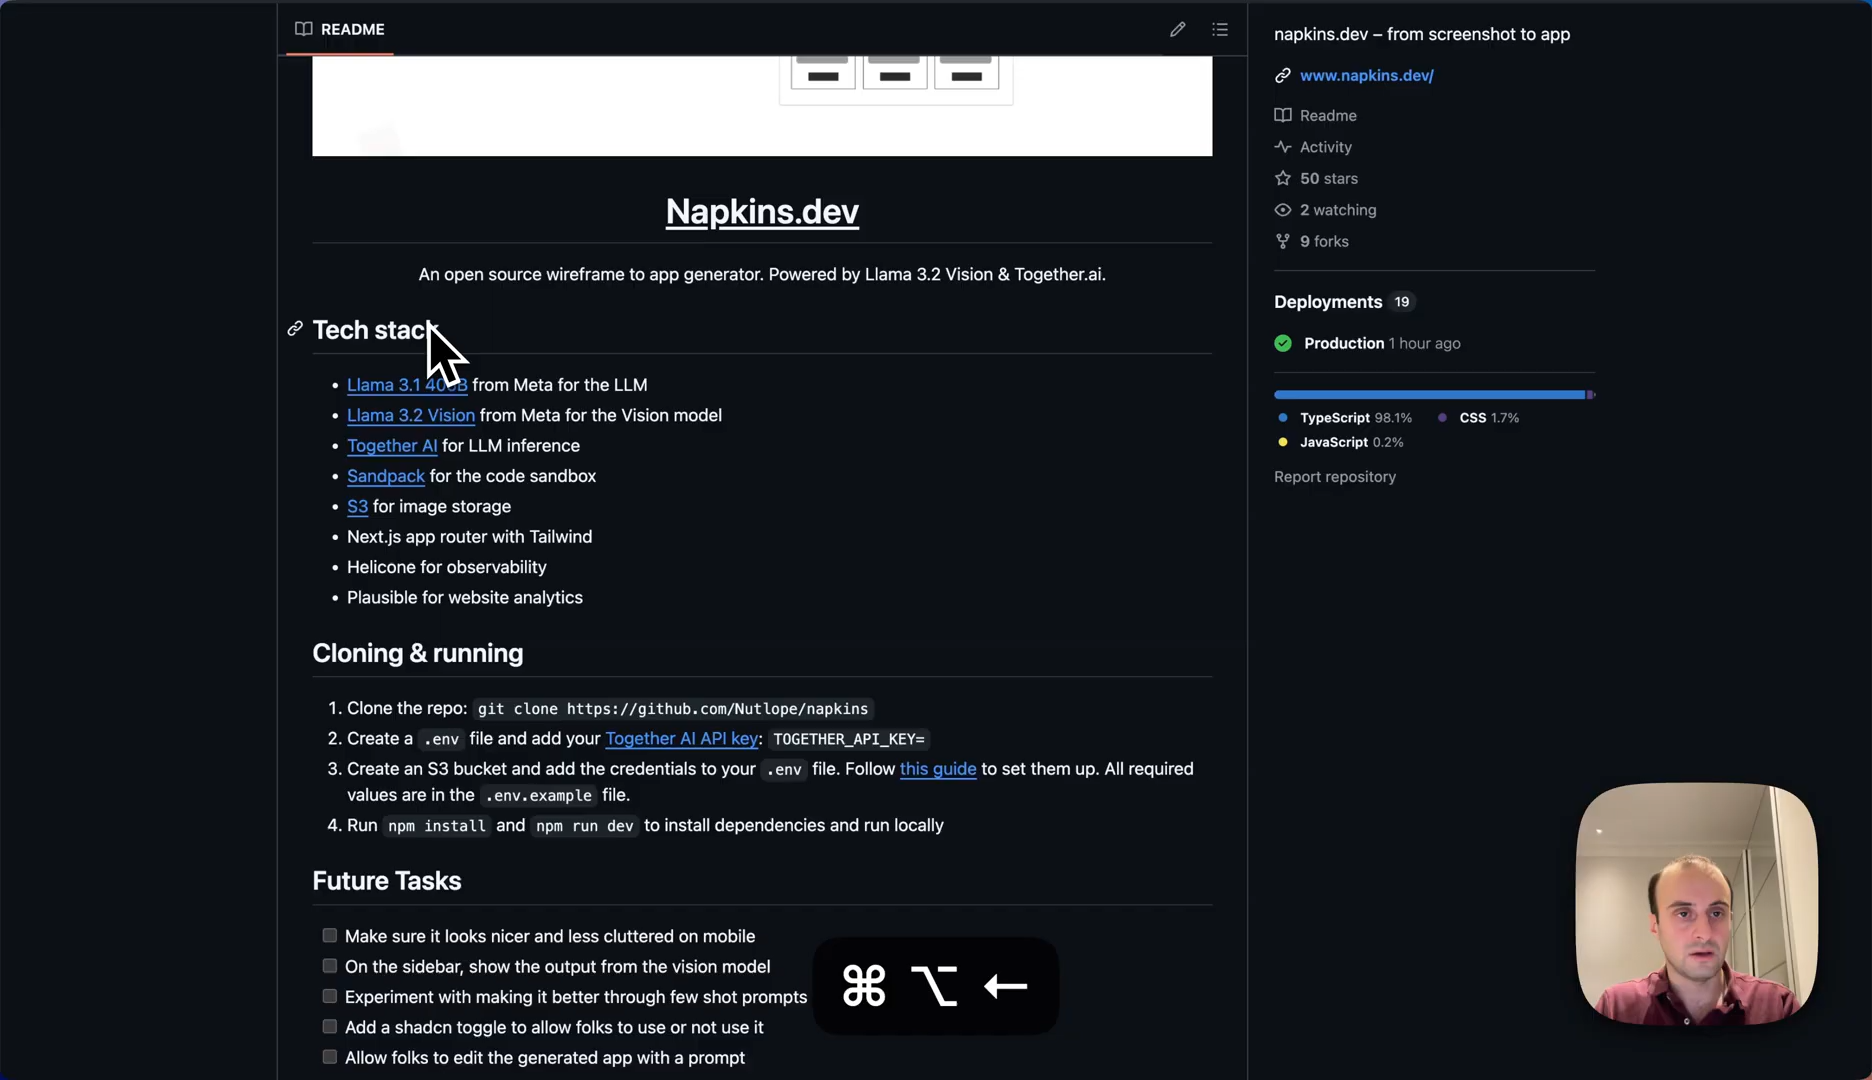 README
napkins.dev – from screenshot to app
www.napkins.dev/
Readme
Activity
50 stars
2 watching
9 forks
Deployments 19
Production 1 hour ago
TypeScript 98.1% CSS 1.7%
JavaScript 0.2%
Report repository
Napkins.dev
An open source wireframe to app generator. Powered by Llama 3.2 Vision & Together.ai.
Tech stack
Llama 3.1 405B from Meta for the LLM
Llama 3.2 Vision from Meta for the Vision model
Together AI for LLM inference
Sandpack for the code sandbox
S3 for image storage
Next.js app router with Tailwind
Helicone for observability
Plausible for website analytics
Cloning & running
1. Clone the repo: git clone https://github.com/Nutlope/napkins
2. Create a .env file and add your Together AI API key: TOGETHER_API_KEY=
3. Create an S3 bucket and add the credentials to your .env file. Follow this guide to set them up. All required
values are in the .env.example file.
4. Run npm install and npm run dev to install dependencies and run locally
Future Tasks
Make sure it looks nicer and less cluttered on mobile
On the sidebar, show the output from the vision model
Experiment with making it better through few shot prompts
Add a shadcn toggle to allow folks to use or not use it
Allow folks to edit the generated app with a prompt
⌘ ⌥ ←